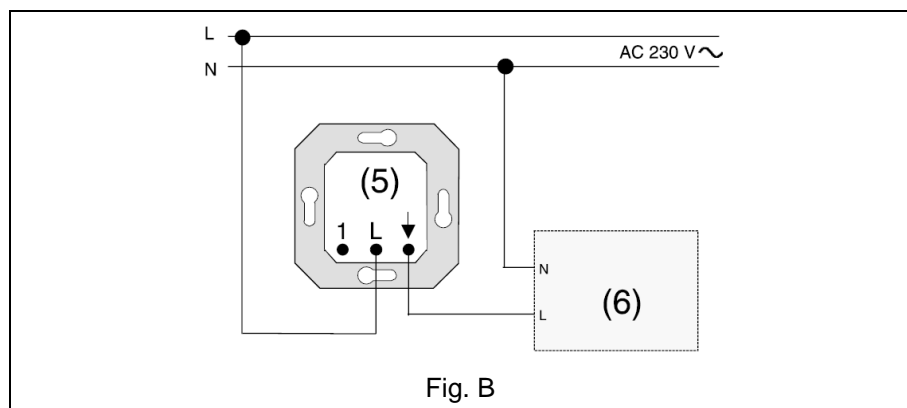 L
AC 230 V ~
N
(5)
1 L ↓
N
(6)
L
Fig. B